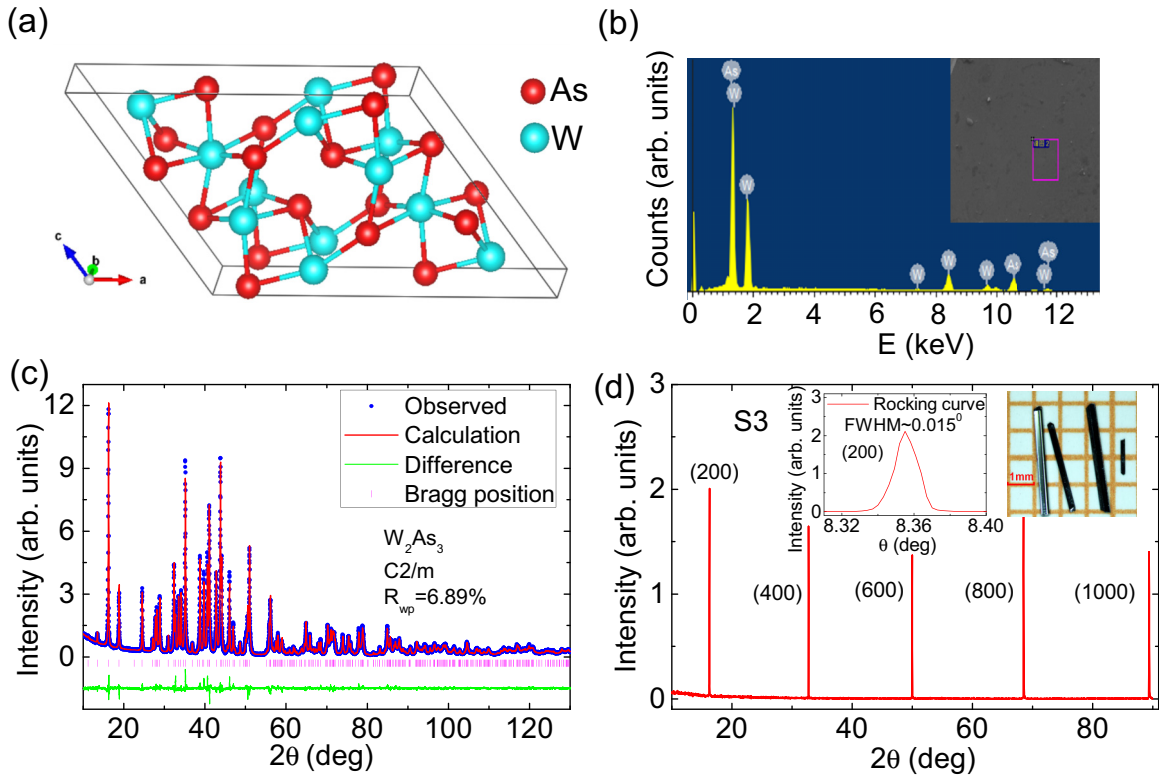 (a)
As
W
c
b
a
(b)
Counts (arb. units)
As
W
W
W
W
W
As
As
W
0
2
4
6
8
10
12
E (keV)
(c)
Intensity (arb. units)
12
9
6
3
0
Observed
Calculation
Difference
Bragg position
W₂As₃
C2/m
R_wp=6.89%
20
40
60
80
100
120
2θ (deg)
(d)
Intensity (arb. units)
3
2
1
0
S3
Intensity (arb. units)
3
2
1
0
Rocking curve
FWHM~0.015⁰
(200)
8.32
8.36
8.40
θ (deg)
1mm
(200)
(400)
(600)
(800)
(1000)
20
40
60
80
2θ (deg)